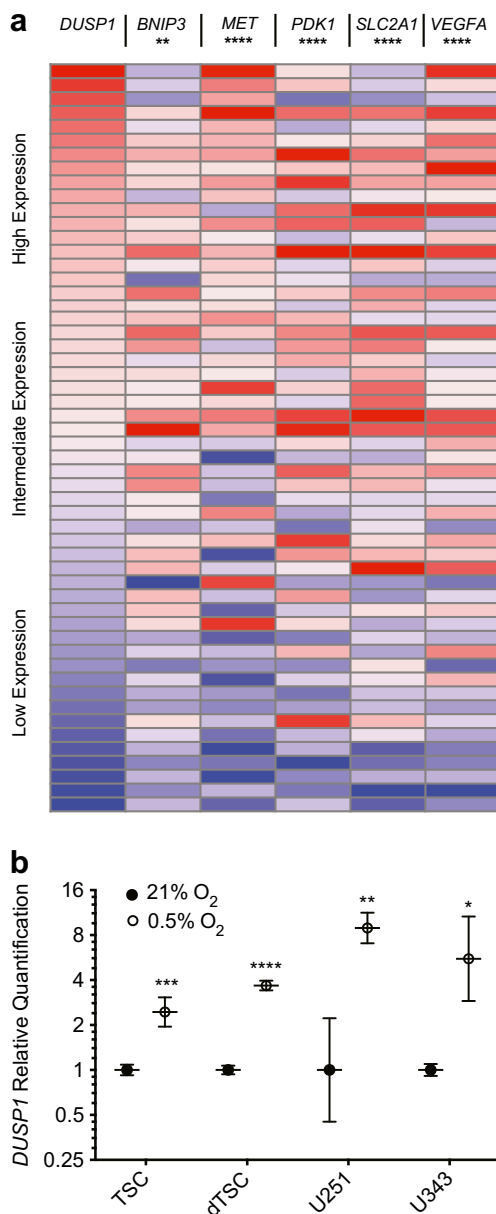 a
DUSP1 | BNIP3 | MET | PDK1 | SLC2A1 | VEGFA
** **** **** **** ****
High Expression
Intermediate Expression
Low Expression
b
16
8
4
2
1
0.5
0.25
DUSP1 Relative Quantification
21% O2
0.5% O2
***
****
**
*
TSC
dTSC
U251
U343